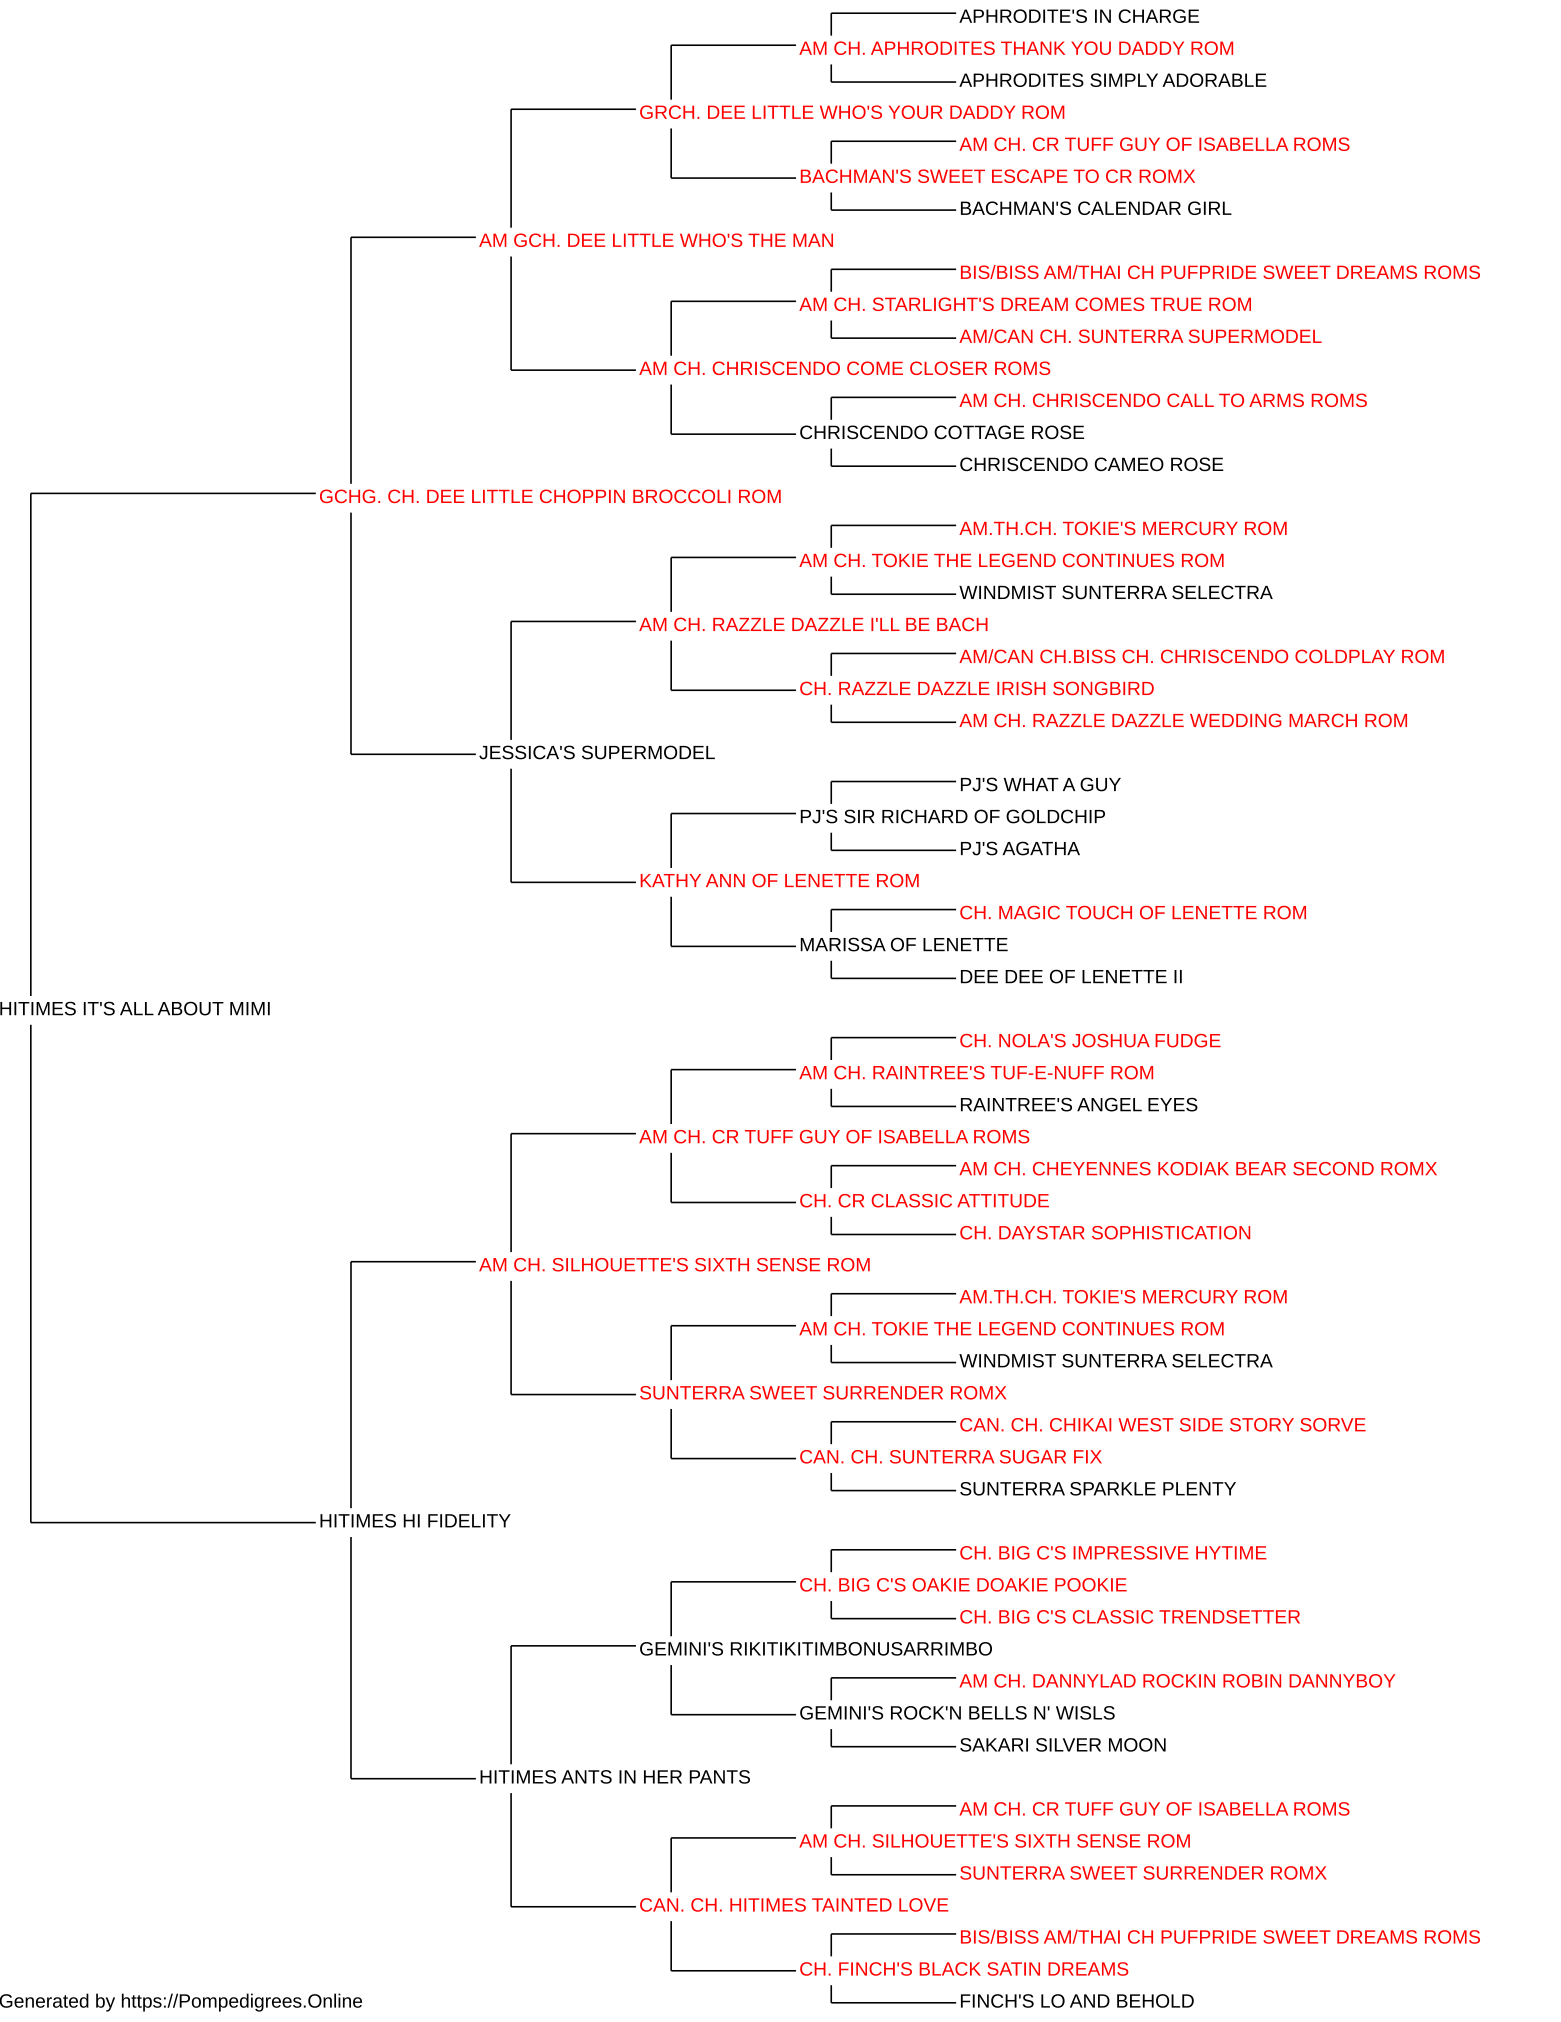 APHRODITE'S IN CHARGE
AM CH. APHRODITES THANK YOU DADDY ROM
APHRODITES SIMPLY ADORABLE
GRCH. DEE LITTLE WHO'S YOUR DADDY ROM
AM CH. CR TUFF GUY OF ISABELLA ROMS
BACHMAN'S SWEET ESCAPE TO CR ROMX
BACHMAN'S CALENDAR GIRL
AM GCH. DEE LITTLE WHO'S THE MAN
BIS/BISS AM/THAI CH PUFPRIDE SWEET DREAMS ROMS
AM CH. STARLIGHT'S DREAM COMES TRUE ROM
AM/CAN CH. SUNTERRA SUPERMODEL
AM CH. CHRISCENDO COME CLOSER ROMS
AM CH. CHRISCENDO CALL TO ARMS ROMS
CHRISCENDO COTTAGE ROSE
CHRISCENDO CAMEO ROSE
GCHG. CH. DEE LITTLE CHOPPIN BROCCOLI ROM
AM.TH.CH. TOKIE'S MERCURY ROM
AM CH. TOKIE THE LEGEND CONTINUES ROM
WINDMIST SUNTERRA SELECTRA
AM CH. RAZZLE DAZZLE I'LL BE BACH
AM/CAN CH.BISS CH. CHRISCENDO COLDPLAY ROM
CH. RAZZLE DAZZLE IRISH SONGBIRD
AM CH. RAZZLE DAZZLE WEDDING MARCH ROM
JESSICA'S SUPERMODEL
PJ'S WHAT A GUY
PJ'S SIR RICHARD OF GOLDCHIP
PJ'S AGATHA
KATHY ANN OF LENETTE ROM
CH. MAGIC TOUCH OF LENETTE ROM
MARISSA OF LENETTE
DEE DEE OF LENETTE II
HITIMES IT'S ALL ABOUT MIMI
CH. NOLA'S JOSHUA FUDGE
AM CH. RAINTREE'S TUF-E-NUFF ROM
RAINTREE'S ANGEL EYES
AM CH. CR TUFF GUY OF ISABELLA ROMS
AM CH. CHEYENNES KODIAK BEAR SECOND ROMX
CH. CR CLASSIC ATTITUDE
CH. DAYSTAR SOPHISTICATION
AM CH. SILHOUETTE'S SIXTH SENSE ROM
AM.TH.CH. TOKIE'S MERCURY ROM
AM CH. TOKIE THE LEGEND CONTINUES ROM
WINDMIST SUNTERRA SELECTRA
SUNTERRA SWEET SURRENDER ROMX
CAN. CH. CHIKAI WEST SIDE STORY SORVE
CAN. CH. SUNTERRA SUGAR FIX
SUNTERRA SPARKLE PLENTY
HITIMES HI FIDELITY
CH. BIG C'S IMPRESSIVE HYTIME
CH. BIG C'S OAKIE DOAKIE POOKIE
CH. BIG C'S CLASSIC TRENDSETTER
GEMINI'S RIKITIKITIMBONUSARRIMBO
AM CH. DANNYLAD ROCKIN ROBIN DANNYBOY
GEMINI'S ROCK'N BELLS N' WISLS
SAKARI SILVER MOON
HITIMES ANTS IN HER PANTS
AM CH. CR TUFF GUY OF ISABELLA ROMS
AM CH. SILHOUETTE'S SIXTH SENSE ROM
SUNTERRA SWEET SURRENDER ROMX
CAN. CH. HITIMES TAINTED LOVE
BIS/BISS AM/THAI CH PUFPRIDE SWEET DREAMS ROMS
CH. FINCH'S BLACK SATIN DREAMS
FINCH'S LO AND BEHOLD
Generated by https://Pompedigrees.Online